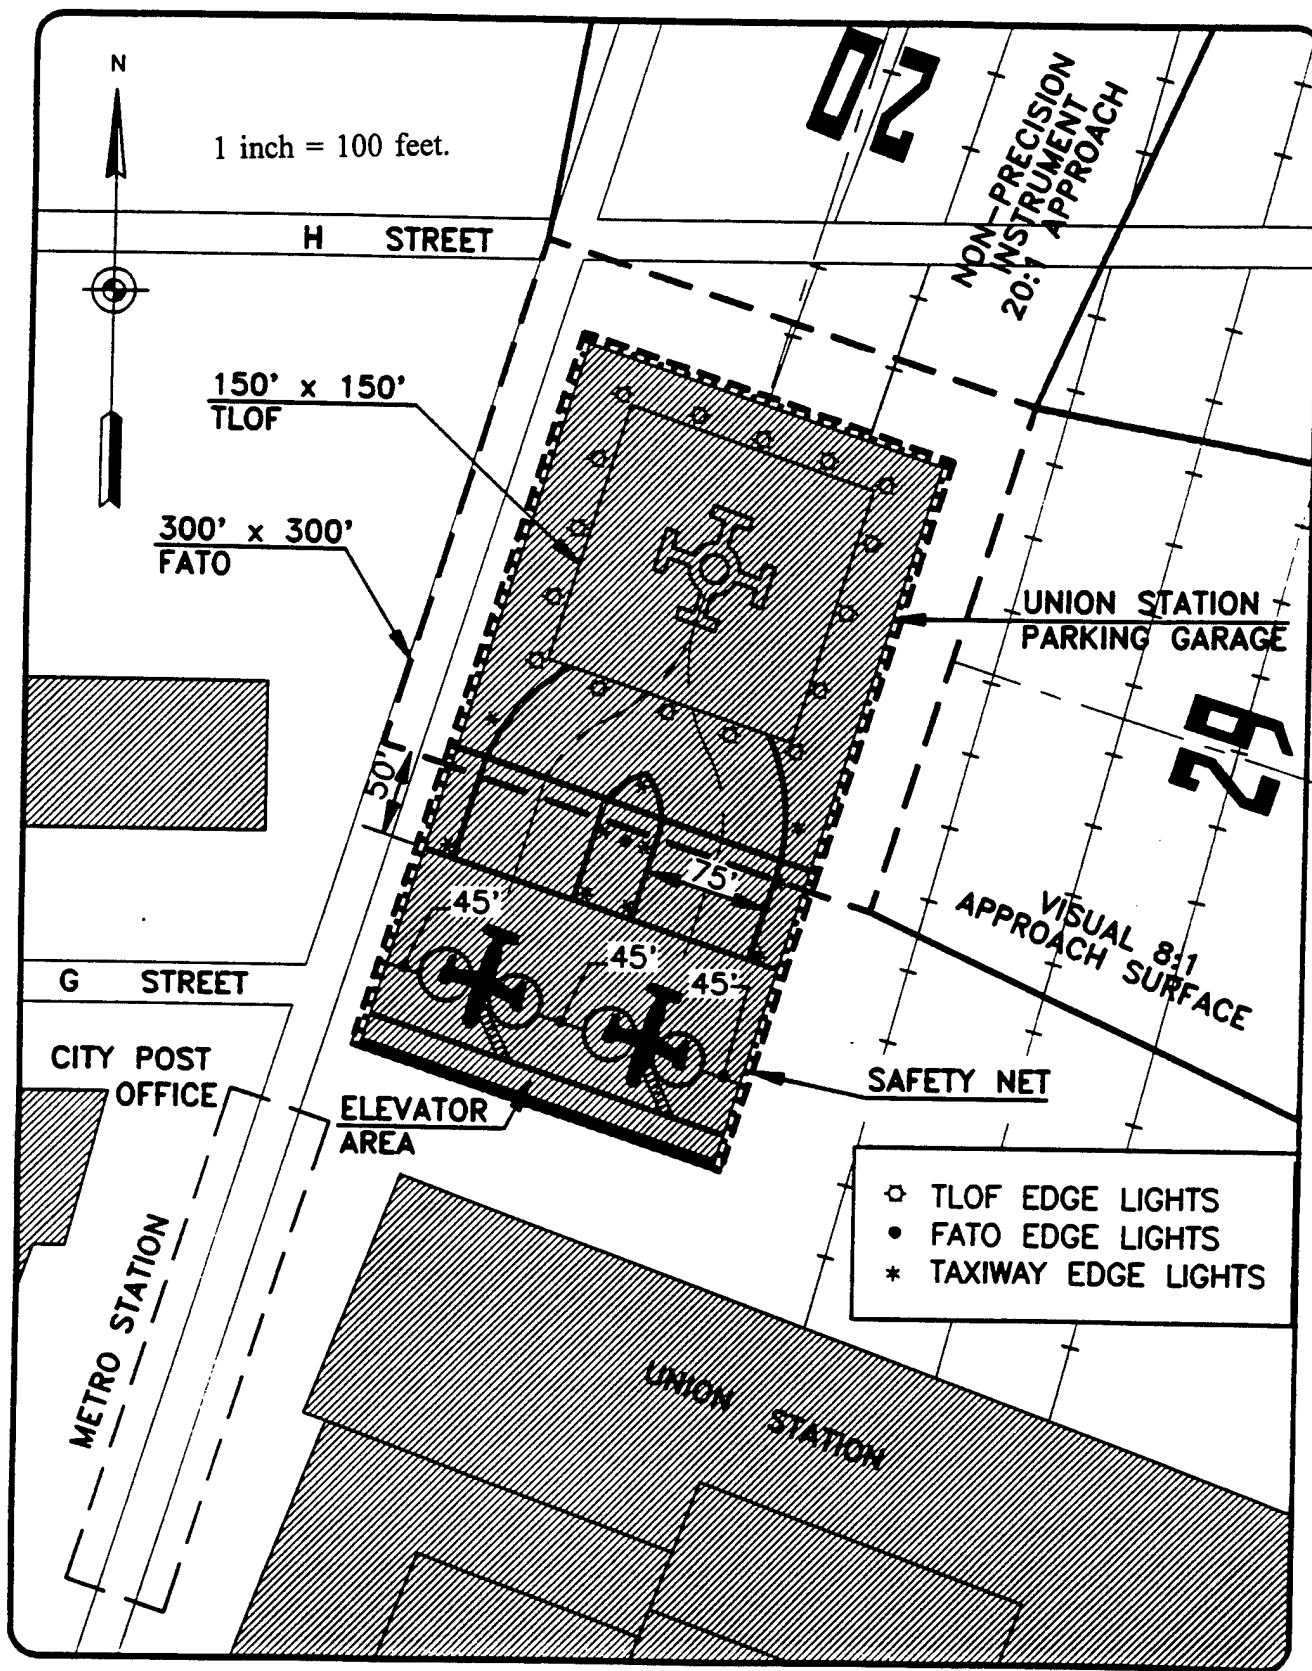 N
1 inch = 100 feet.
20
NON-PRECISION
INSTRUMENT
20:1 APPROACH
H STREET
150' x 150'
TLOF
300' x 300'
FATO
UNION STATION
PARKING GARAGE
29
50'
75'
45'
45'
45'
VISUAL 8:1
APPROACH SURFACE
G STREET
CITY POST
OFFICE
ELEVATOR
AREA
SAFETY NET
METRO STATION
TLOF EDGE LIGHTS
FATO EDGE LIGHTS
TAXIWAY EDGE LIGHTS
UNION STATION